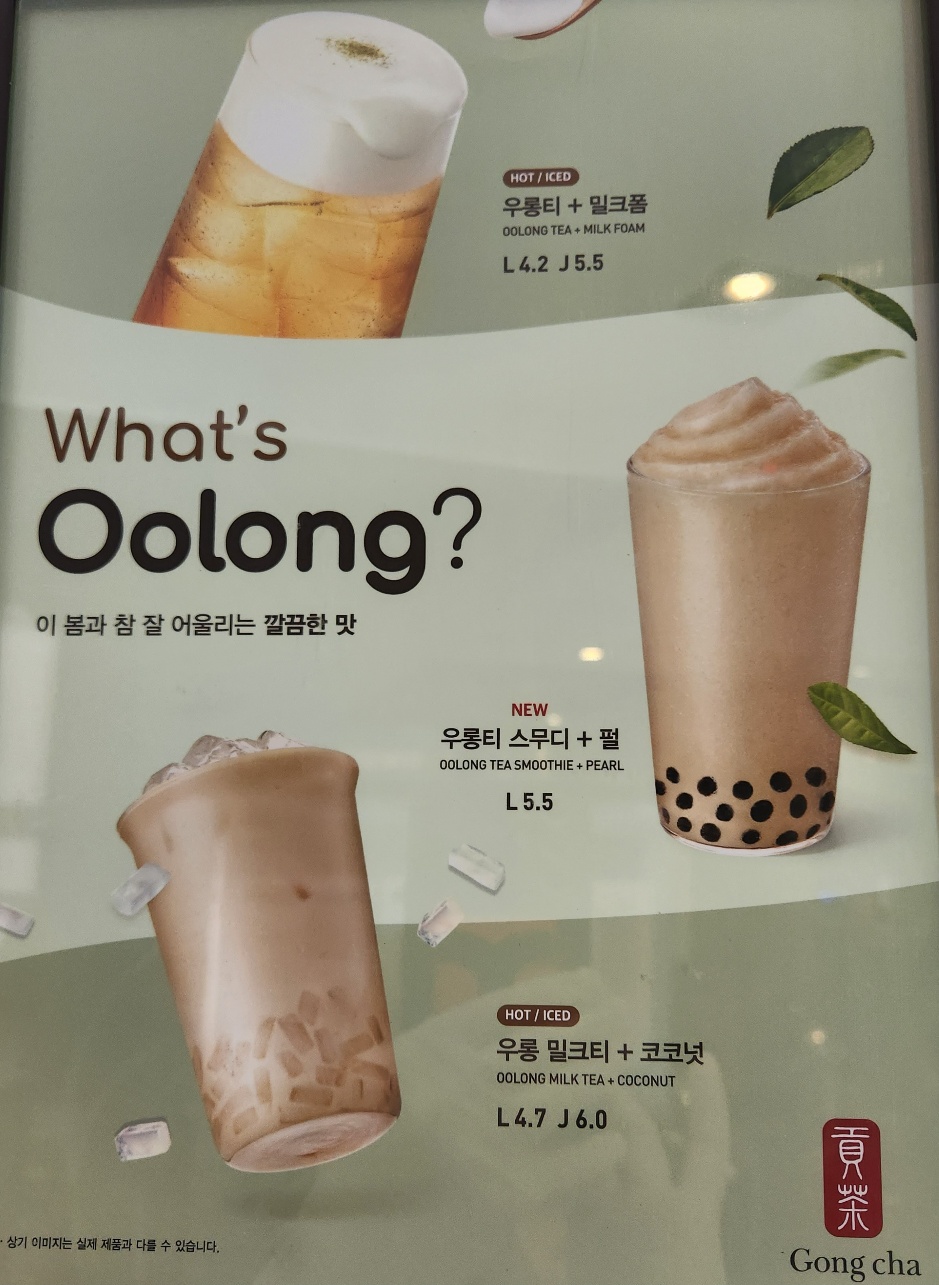 HOT / ICED
우롱티 + 밀크폼
OOLONG TEA + MILK FOAM
L 4.2 J 5.5
What's
Oolong?
이 봄과 참 잘 어울리는 깔끔한 맛
NEW
우롱티 스무디 + 펄
OOLONG TEA SMOOTHIE + PEARL
L 5.5
HOT / ICED
우롱 밀크티 + 코코넛
OOLONG MILK TEA + COCONUT
L 4.7 J 6.0
貢茶
Gong cha
· 상기 이미지는 실제 제품과 다를 수 있습니다.